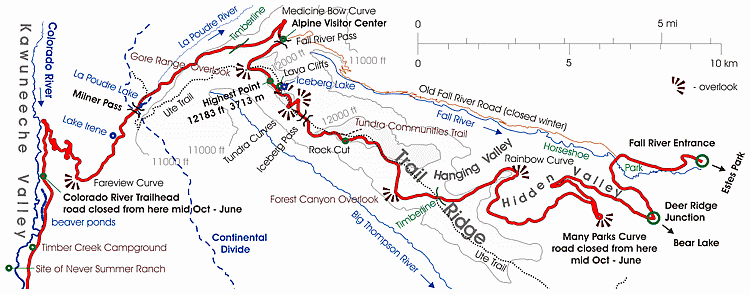 Medicine Bow Curve
Alpine Visitor Center
Fall River Pass
La Poudre River
Timberline
12000 ft
11000 ft
Gore Range Overlook
Lava Cliffs
Iceberg Lake
Colorado River
Kawuneeche Valley
La Poudre Lake
Milner Pass
Ute Trail
Highest Point
12183 ft 3713 m
Lake Irene
Tundra Curves
Iceberg Pass
12000 ft
11000 ft
11000 ft
0
5 mi
0
5
10 km
- overlook
Old Fall River Road (closed winter)
Fall River
Tundra Communities Trail
Rock Cut
Horseshoe
Park
Fall River Entrance
Estes Park
Trail
Ridge
Hanging Valley
Rainbow Curve
Hidden Valley
Fareview Curve
Colorado River Trailhead
road closed from here mid Oct - June
beaver ponds
Forest Canyon Overlook
Timberline
Deer Ridge
Junction
Bear Lake
Many Parks Curve
road closed from here
mid Oct - June
Continental
Divide
Big Thompson River
Ute Trail
Timber Creek Campground
Site of Never Summer Ranch